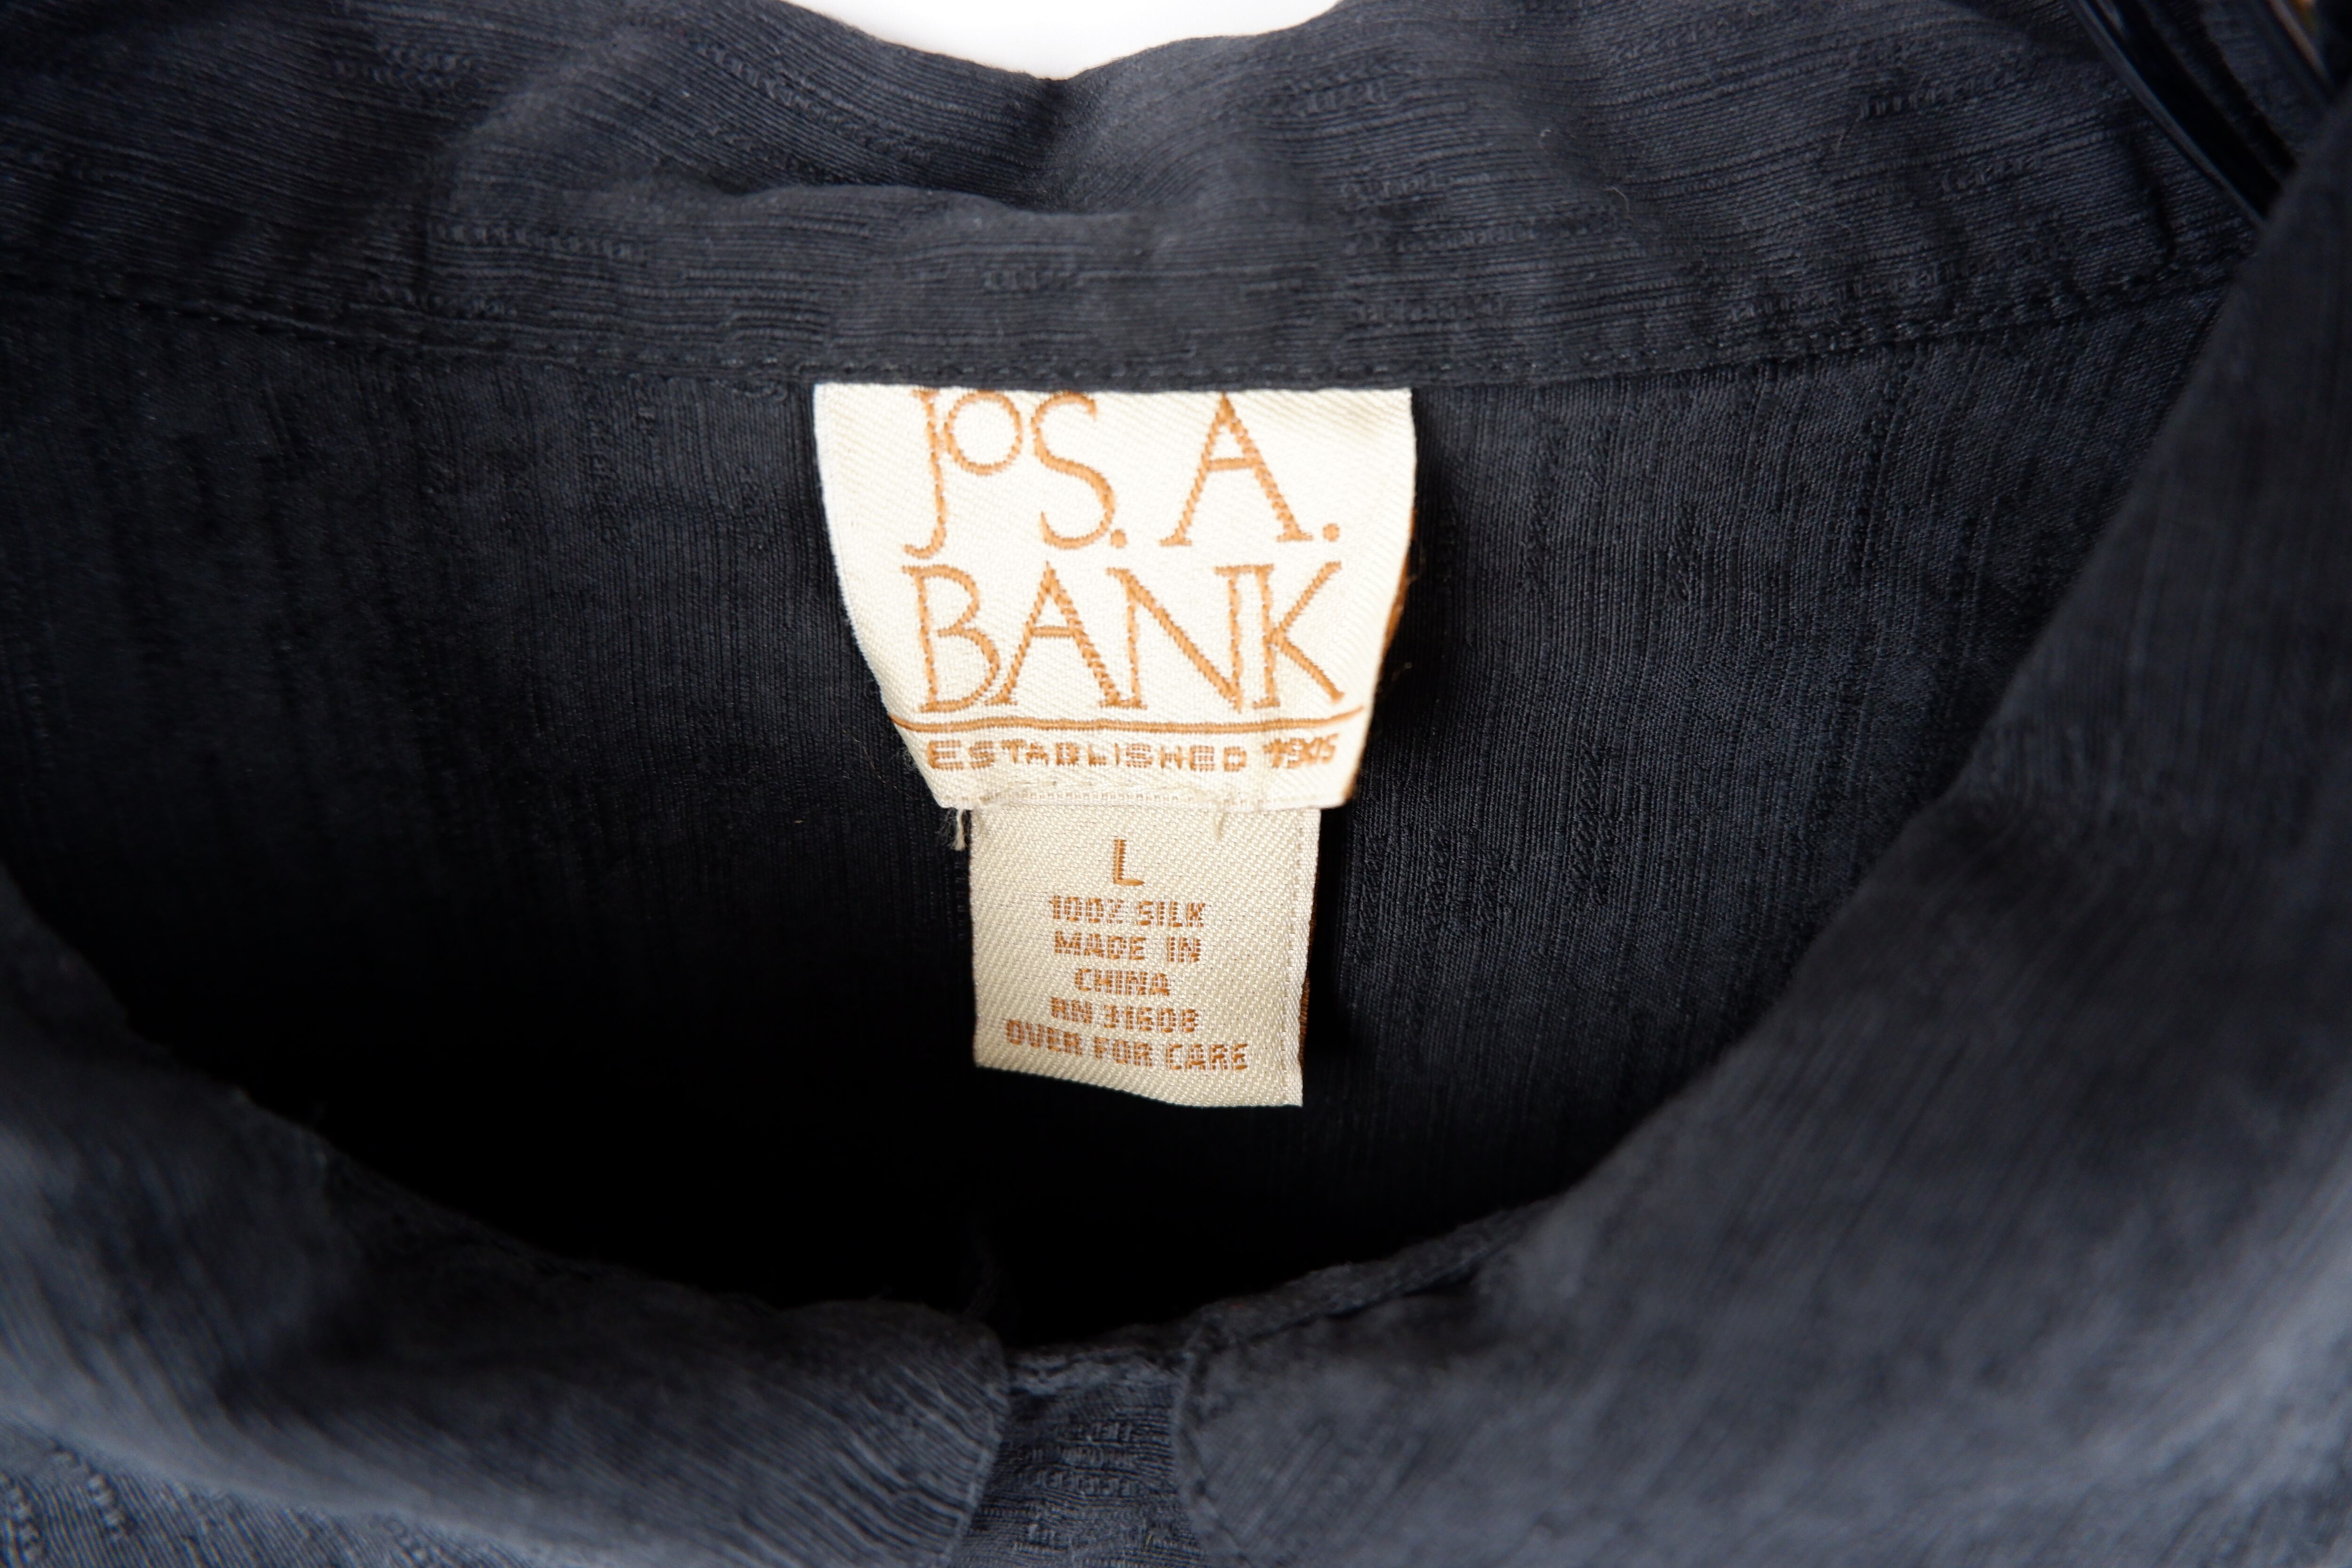 JOS. A.
BANK
ESTABLISHED 1905
L
100% SILK
MADE IN
CHINA
RN 31608
OVER FOR CARE